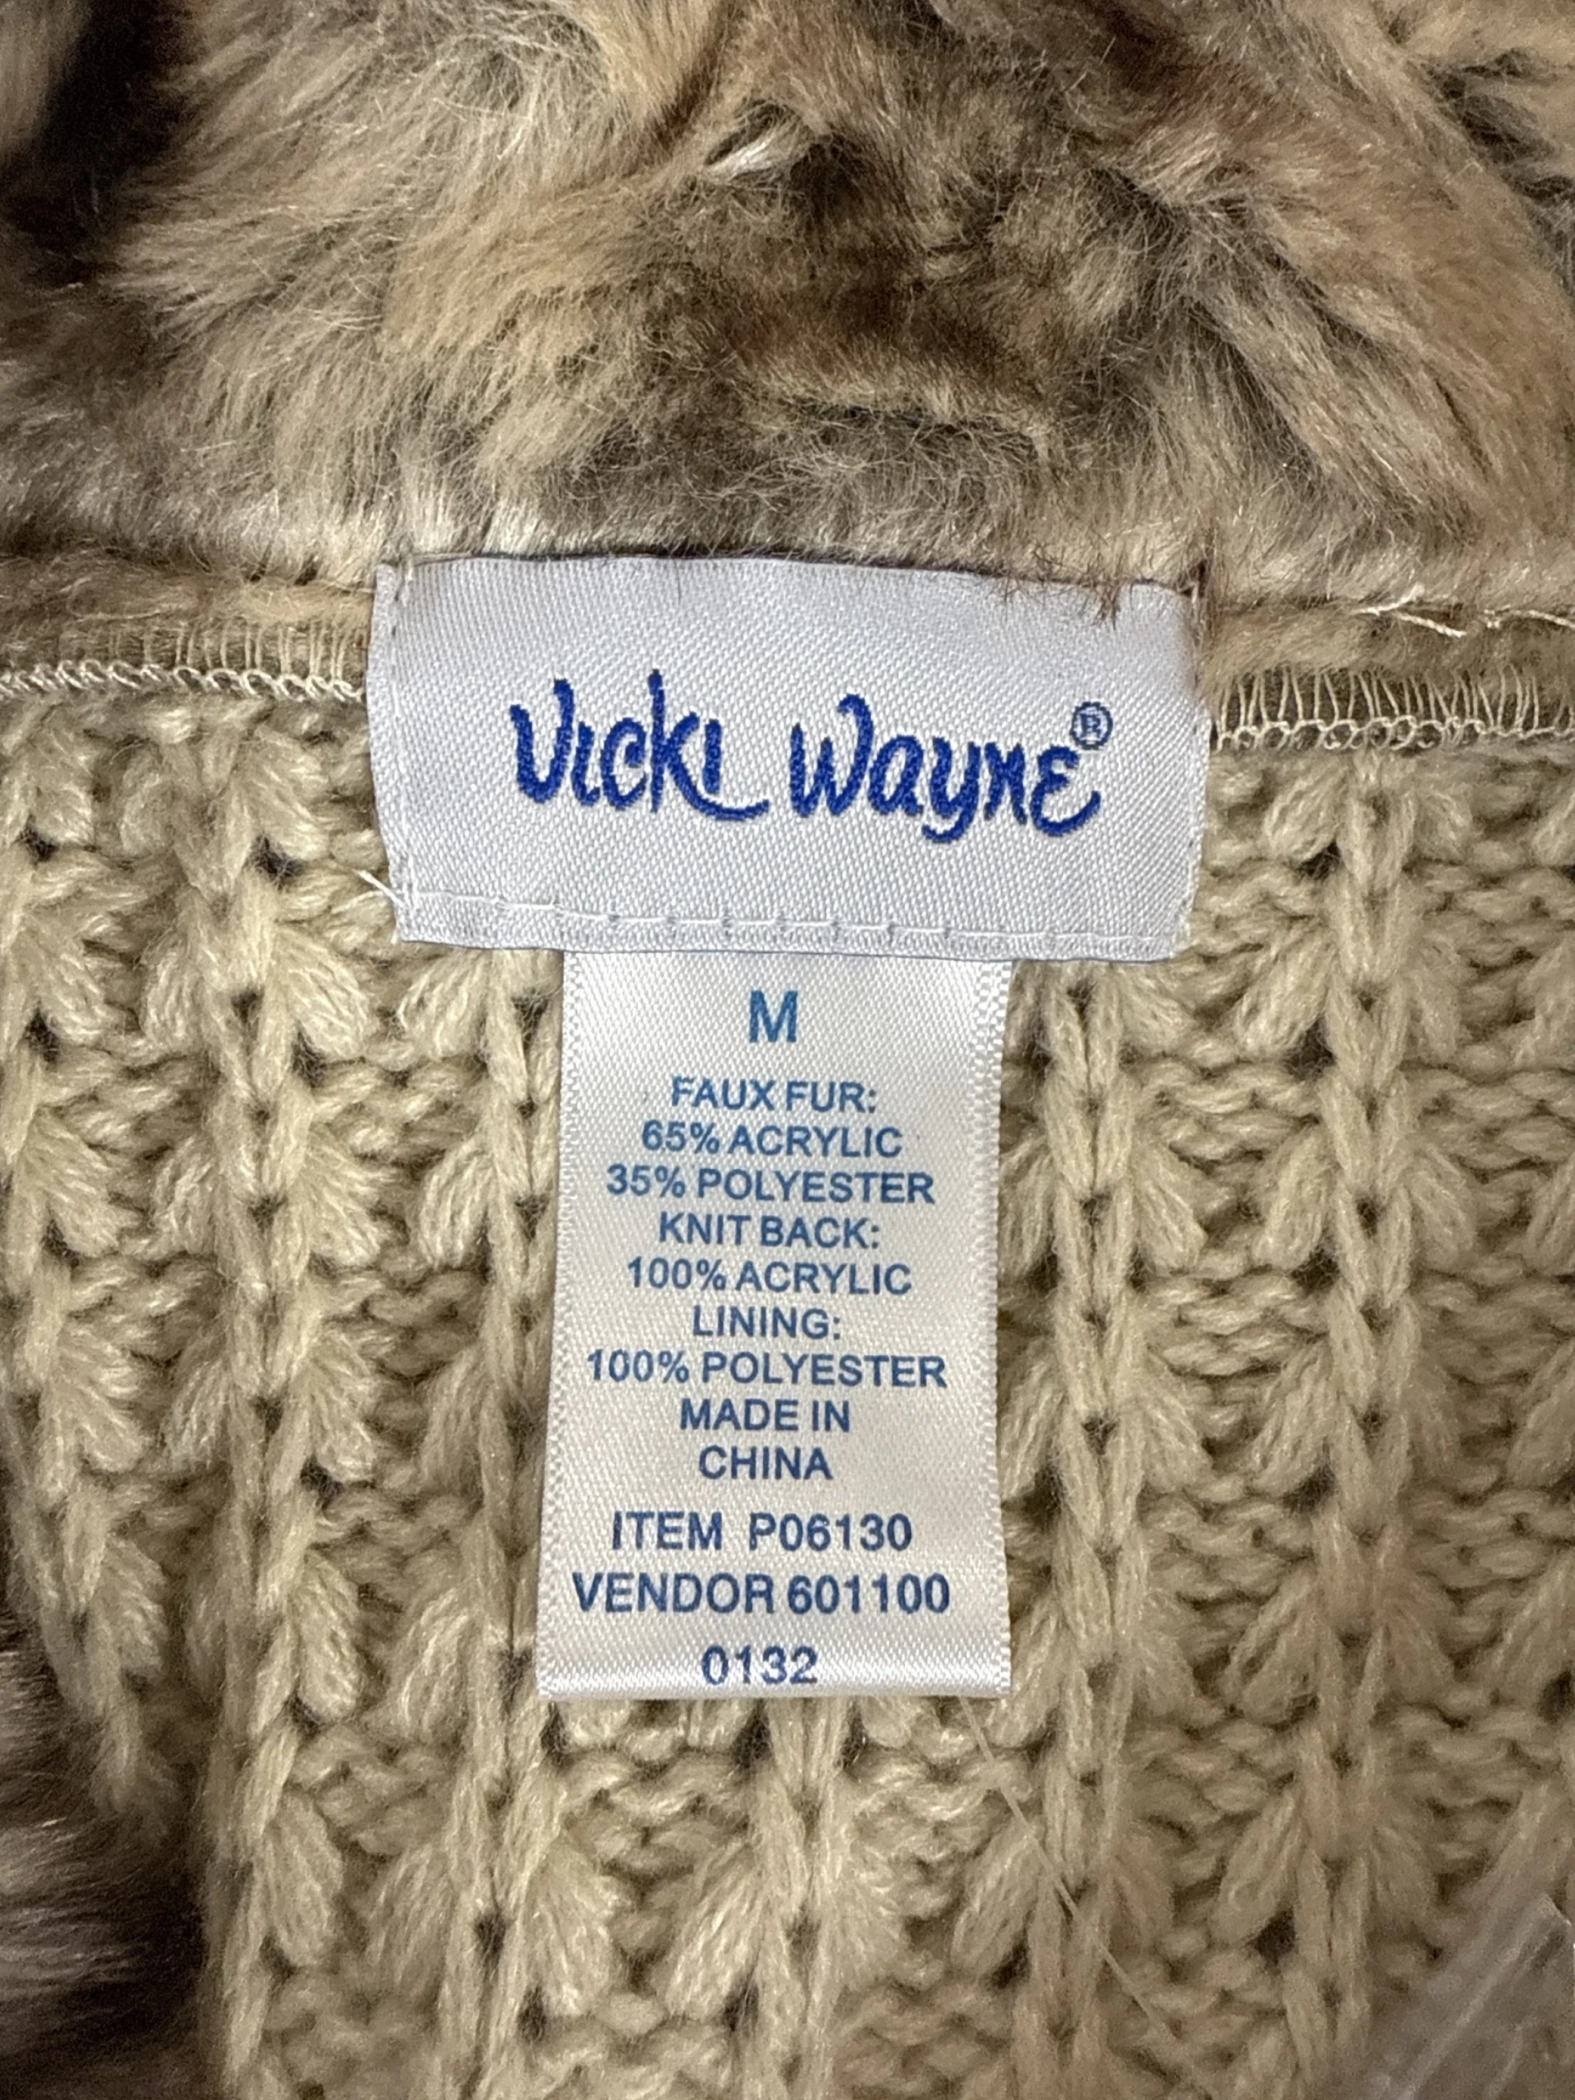 Vicki Wayne®
M
FAUX FUR:
65% ACRYLIC
35% POLYESTER
KNIT BACK:
100% ACRYLIC
LINING:
100% POLYESTER
MADE IN
CHINA
ITEM P06130
VENDOR 601100
0132